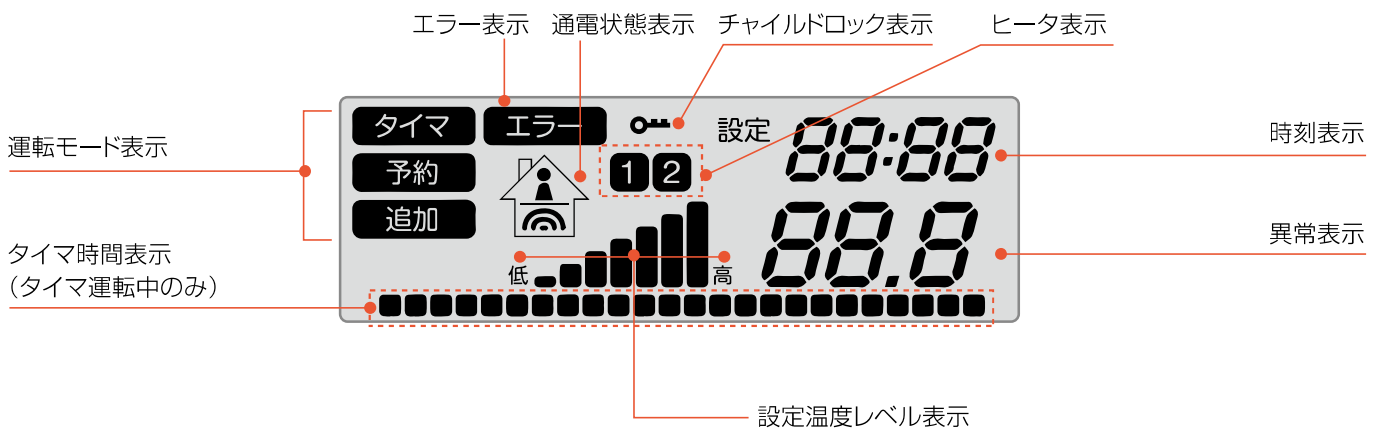 エラー表示
通電状態表示
チャイルドロック表示
ヒータ表示
運転モード表示
タイマ
エラー
設定
88:88
時刻表示
予約
1 2
追加
88.8
異常表示
タイマ時間表示
（タイマ運転中のみ）
低
高
設定温度レベル表示